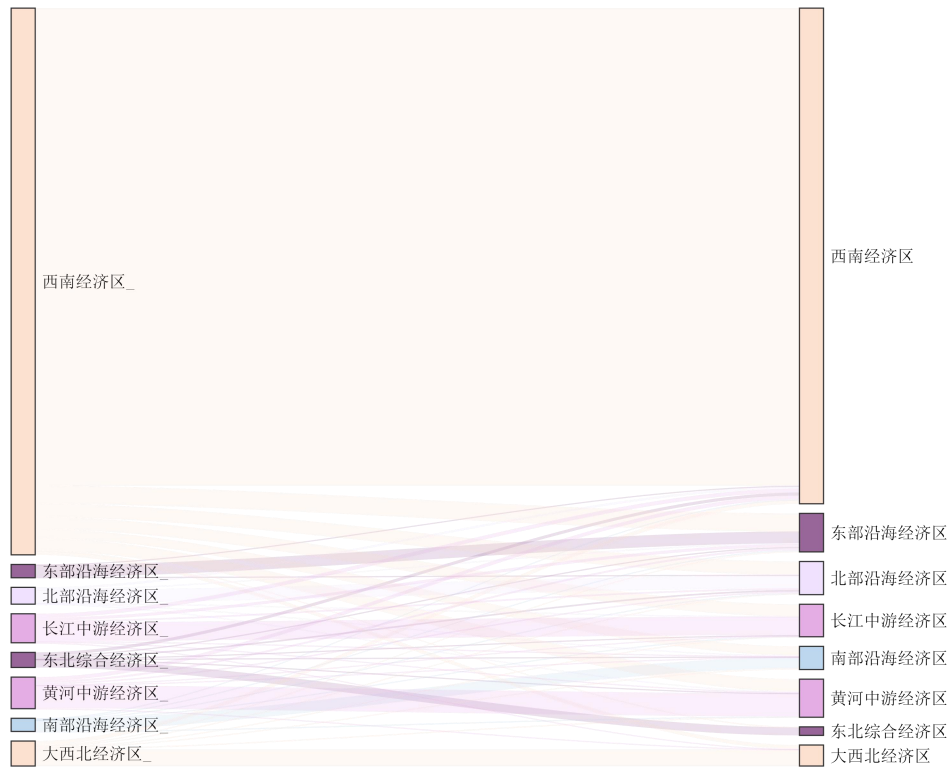 西南经济区_
东部沿海经济区_
北部沿海经济区_
长江中游经济区_
东北综合经济区_
黄河中游经济区_
南部沿海经济区_
大西北经济区_
西南经济区
东部沿海经济区
北部沿海经济区
长江中游经济区
南部沿海经济区
黄河中游经济区
东北综合经济区
大西北经济区